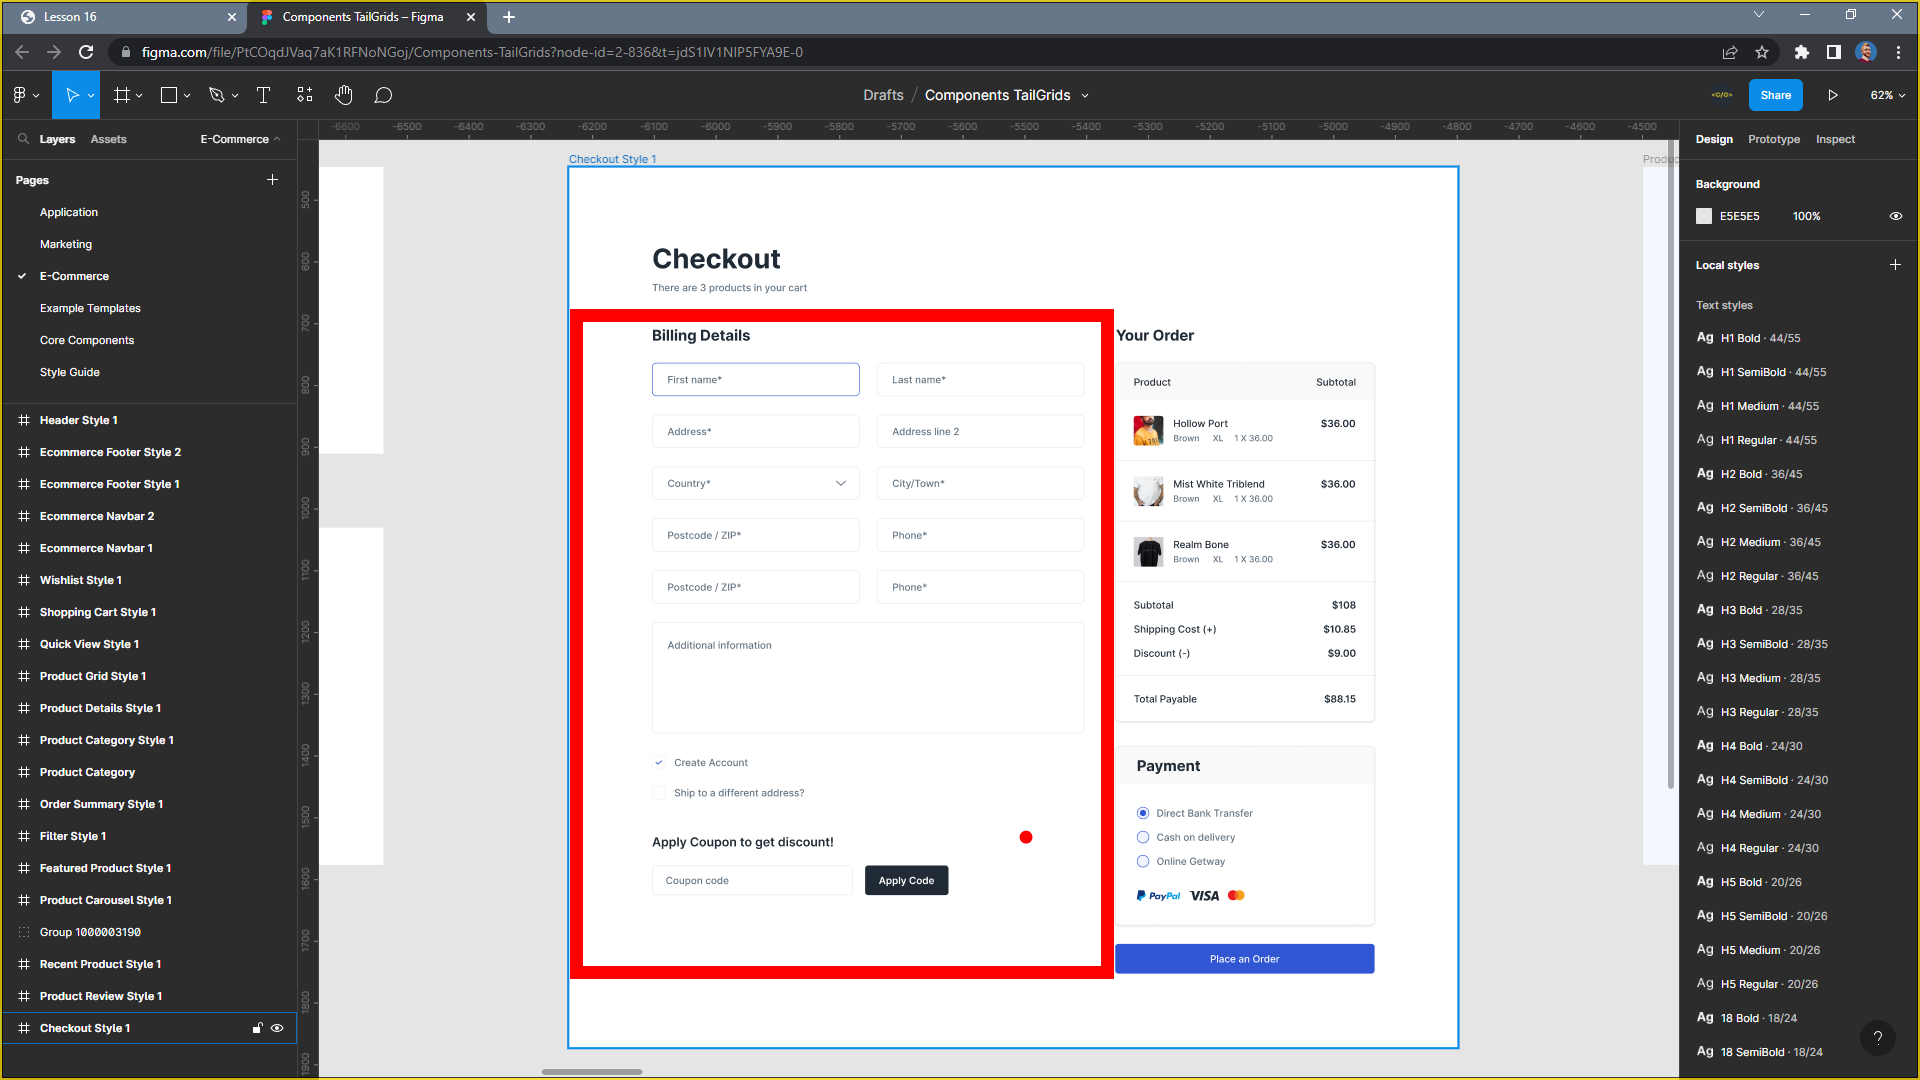 Lesson 16
Components TailGrids – Figma
figma.com/file/PtCOqdJVaq7aK1RFNoNGoj/Components-TailGrids?node-id=2-836&t=jdS1IV1NIP5FYA9E-0
Drafts / Components TailGrids
Share
62%
Layers
Assets
E-Commerce
Pages
Application
Marketing
E-Commerce
Example Templates
Core Components
Style Guide
Header Style 1
Ecommerce Footer Style 2
Ecommerce Footer Style 1
Ecommerce Navbar 2
Ecommerce Navbar 1
Wishlist Style 1
Shopping Cart Style 1
Quick View Style 1
Product Grid Style 1
Product Details Style 1
Product Category Style 1
Product Category
Order Summary Style 1
Filter Style 1
Featured Product Style 1
Product Carousel Style 1
Group 1000003190
Recent Product Style 1
Product Review Style 1
Checkout Style 1
-6600 -6500 -6400 -6300 -6200 -6100 -6000 -5900 -5800 -5700 -5600 -5500 -5400 -5300 -5200 -5100 -5000 -4900 -4800 -4700 -4600 -4500
500
600
700
800
900
1000
1100
1200
1300
1400
1500
1600
1700
1800
1900
Checkout Style 1
Produc
Checkout
There are 3 products in your cart
Billing Details
First name*
Last name*
Address*
Address line 2
Country*
City/Town*
Postcode / ZIP*
Phone*
Postcode / ZIP*
Phone*
Additional information
Create Account
Ship to a different address?
Apply Coupon to get discount!
Coupon code
Apply Code
Your Order
Product Subtotal
Hollow Port $36.00
Brown XL 1 X 36.00
Mist White Triblend $36.00
Brown XL 1 X 36.00
Realm Bone $36.00
Brown XL 1 X 36.00
Subtotal $108
Shipping Cost (+) $10.85
Discount (-) $9.00
Total Payable $88.15
Payment
Direct Bank Transfer
Cash on delivery
Online Getway
PayPal VISA
Place an Order
Design
Prototype
Inspect
Background
E5E5E5 100%
Local styles
Text styles
Ag H1 Bold · 44/55
Ag H1 SemiBold · 44/55
Ag H1 Medium · 44/55
Ag H1 Regular · 44/55
Ag H2 Bold · 36/45
Ag H2 SemiBold · 36/45
Ag H2 Medium · 36/45
Ag H2 Regular · 36/45
Ag H3 Bold · 28/35
Ag H3 SemiBold · 28/35
Ag H3 Medium · 28/35
Ag H3 Regular · 28/35
Ag H4 Bold · 24/30
Ag H4 SemiBold · 24/30
Ag H4 Medium · 24/30
Ag H4 Regular · 24/30
Ag H5 Bold · 20/26
Ag H5 SemiBold · 20/26
Ag H5 Medium · 20/26
Ag H5 Regular · 20/26
Ag 18 Bold · 18/24
Ag 18 SemiBold · 18/24
?